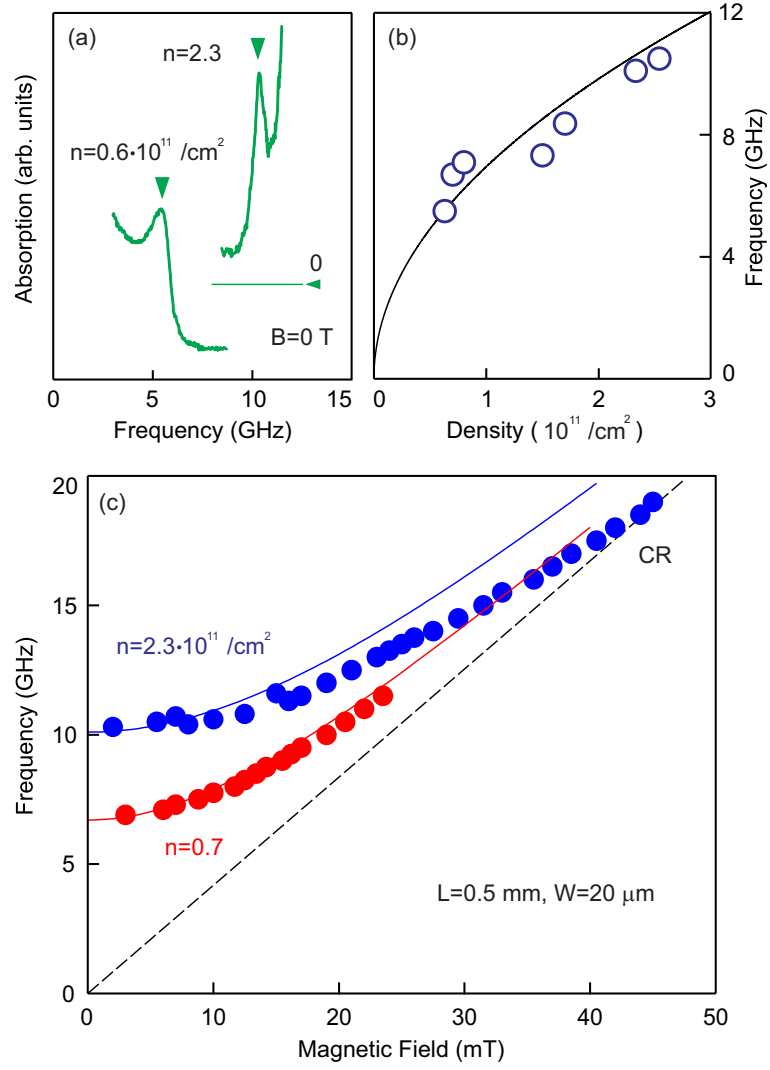 (a)
n=2.3
n=0.6•10¹¹ /cm²
0
B=0 T
Absorption (arb. units)
0 5 10 15
Frequency (GHz)
(b)
12
8
4
0
Frequency (GHz)
0 1 2 3
Density ( 10¹¹ /cm²)
(c)
20
15
10
5
0
Frequency (GHz)
CR
n=2.3•10¹¹ /cm²
n=0.7
L=0.5 mm, W=20 μm
0 10 20 30 40 50
Magnetic Field (mT)